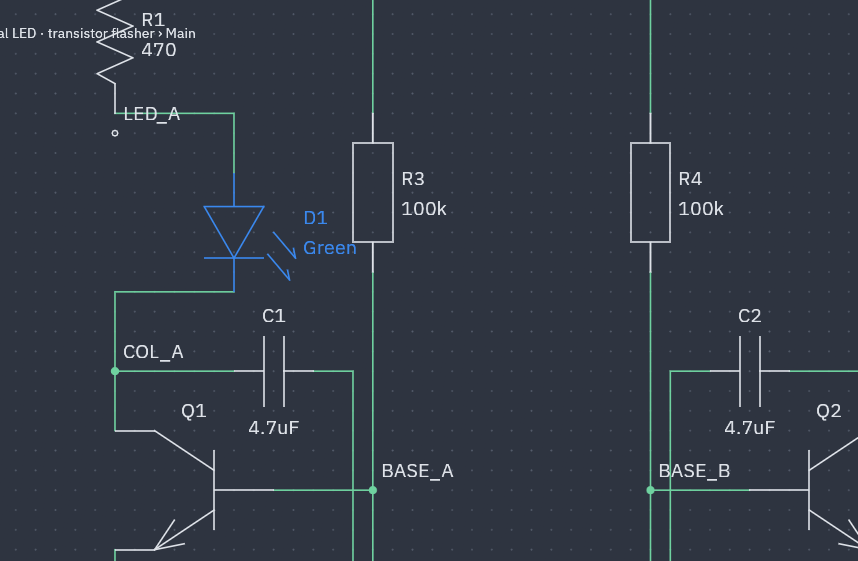 R1
al LED · transistor flasher › Main
470
LED_A
R3
100k
R4
100k
D1
Green
C1
C2
COL_A
Q1
Q2
4.7uF
4.7uF
BASE_A
BASE_B